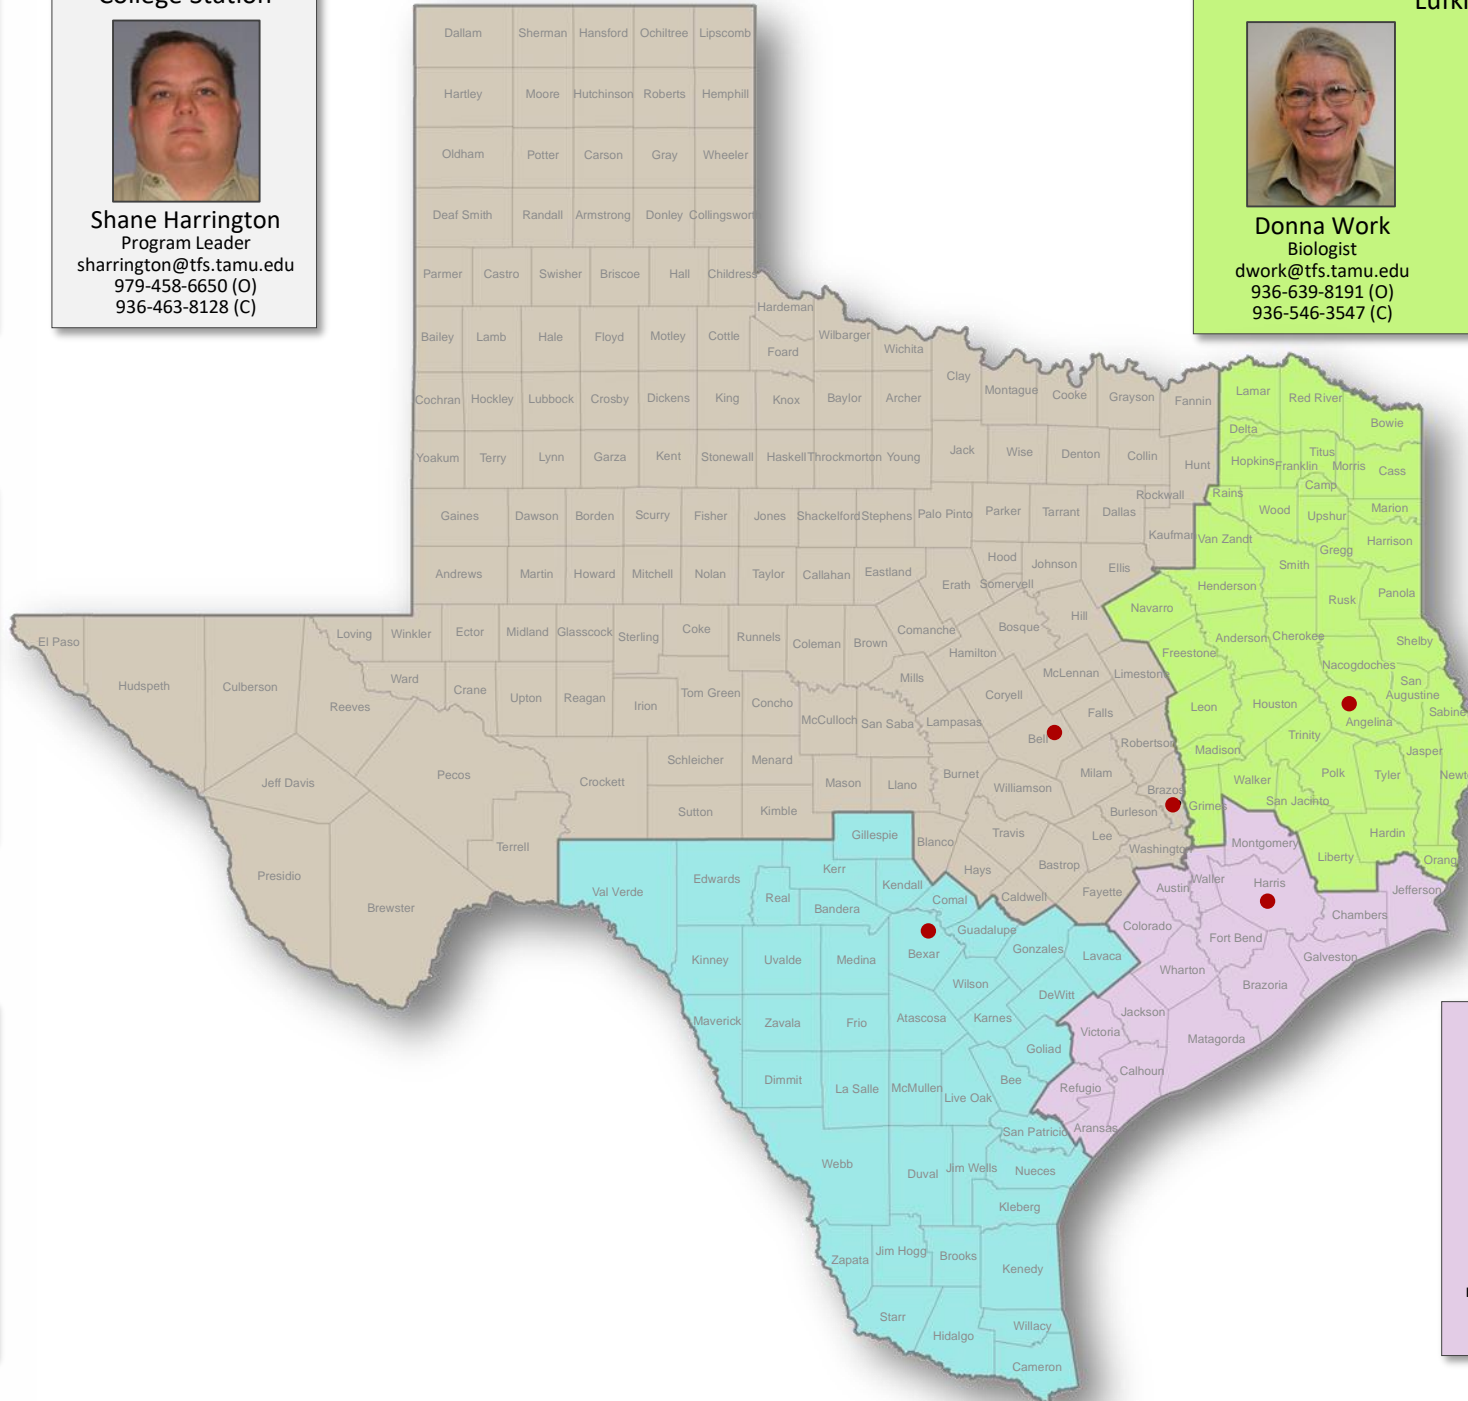 College Station
Shane Harrington
Program Leader
sharrington@tfs.tamu.edu
979-458-6650 (O)
936-463-8128 (C)
Donna Work
Biologist
dwork@tfs.tamu.edu
936-639-8191 (O)
936-546-3547 (C)
Dallam Sherman Hansford Ochiltree Lipscomb
Hartley Moore Hutchinson Roberts Hemphill
Oldham Potter Carson Gray Wheeler
Deaf Smith Randall Armstrong Donley Collingswor
Parmer Castro Swisher Briscoe Hall Childress
Hardeman
Bailey Lamb Hale Floyd Motley Cottle Foard Wilbarger Wichita
Clay Montague Cooke Grayson Fannin Lamar Red River Bowie
Cochran Hockley Lubbock Crosby Dickens King Knox Baylor Archer
Delta
Yoakum Terry Lynn Garza Kent Stonewall Haskell Throckmorton Young Jack Wise Denton Collin Hunt Hopkins Franklin Titus Morris Cass
Camp
Rockwall Rains
Gaines Dawson Borden Scurry Fisher Jones Shackelford Stephens Palo Pinto Parker Tarrant Dallas Wood Upshur Marion
Kaufman Van Zandt Gregg Harrison
Andrews Martin Howard Mitchell Nolan Taylor Callahan Eastland Erath Hood Somervell Johnson Ellis Henderson Smith Rusk Panola
El Paso Loving Winkler Ector Midland Glasscock Sterling Coke Runnels Coleman Brown Comanche Bosque Hill Navarro Anderson Cherokee Shelby
Hamilton Freestone Nacogdoches
Hudspeth Culberson Reeves Ward Crane Upton Reagan Irion Tom Green Concho Mills Coryell McLennan Limestone San Augustine
McCulloch San Saba Lampasas Bell Falls Robertson Leon Houston Angelina Sabine
Trinity
Jeff Davis Pecos Crockett Schleicher Menard Mason Llano Burnet Williamson Milam Brazos Madison Walker Polk Tyler Jasper
Sutton Kimble Burleson Grimes San Jacinto
Terrell Gillespie Blanco Travis Lee Washington Montgomery Liberty Hardin
Presidio Brewster Val Verde Edwards Real Kerr Kendall Hays Bastrop Caldwell Fayette Austin Waller Harris Jefferson
Bandera Comal Guadalupe Chambers
Kinney Uvalde Medina Bexar Gonzales Lavaca Colorado Fort Bend Galveston
Wilson DeWitt Wharton Brazoria
Maverick Zavala Frio Atascosa Karnes Jackson Victoria Matagorda
Goliad
Dimmit La Salle McMullen Live Oak Bee Refugio Calhoun
San Patricio Aransas
Webb Duval Jim Wells Nueces
Kleberg
Zapata Jim Hogg Brooks Kenedy
Starr Hidalgo Willacy
Cameron